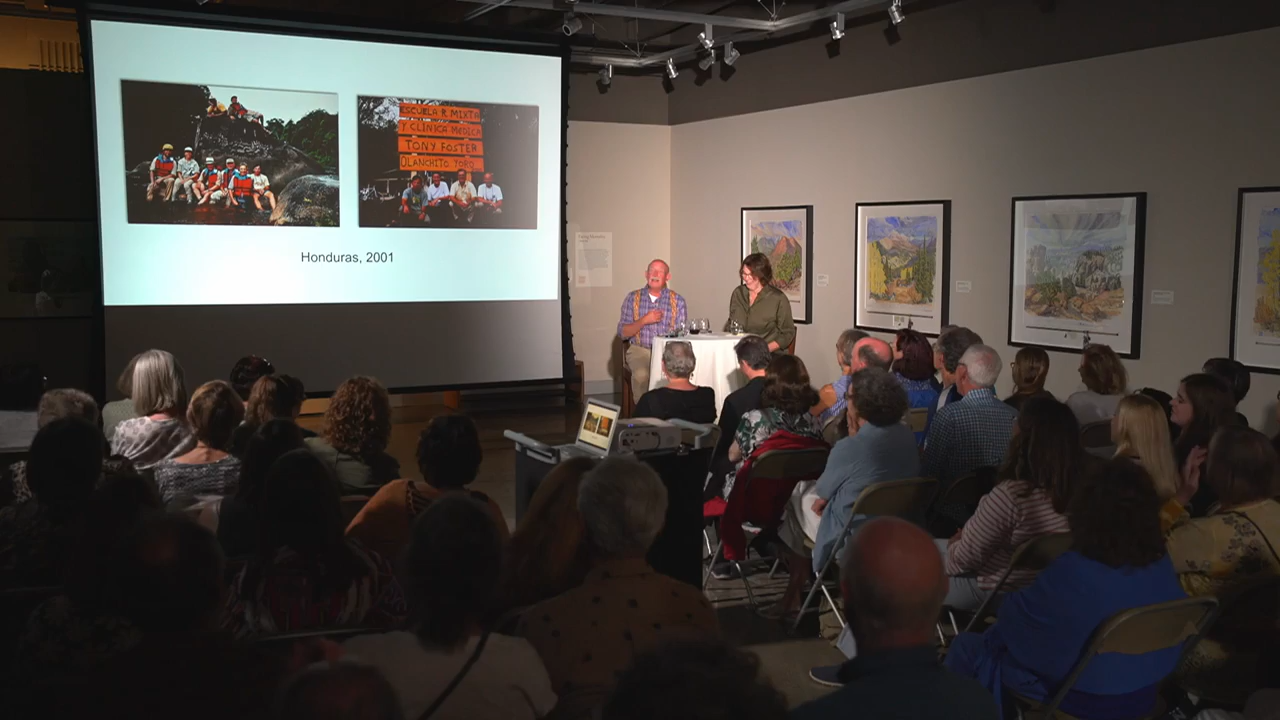 ESCUELA R. MIXTA
Y CLINICA MEDICA
TONY FOSTER
OLANCHITO YORO
Honduras, 2001